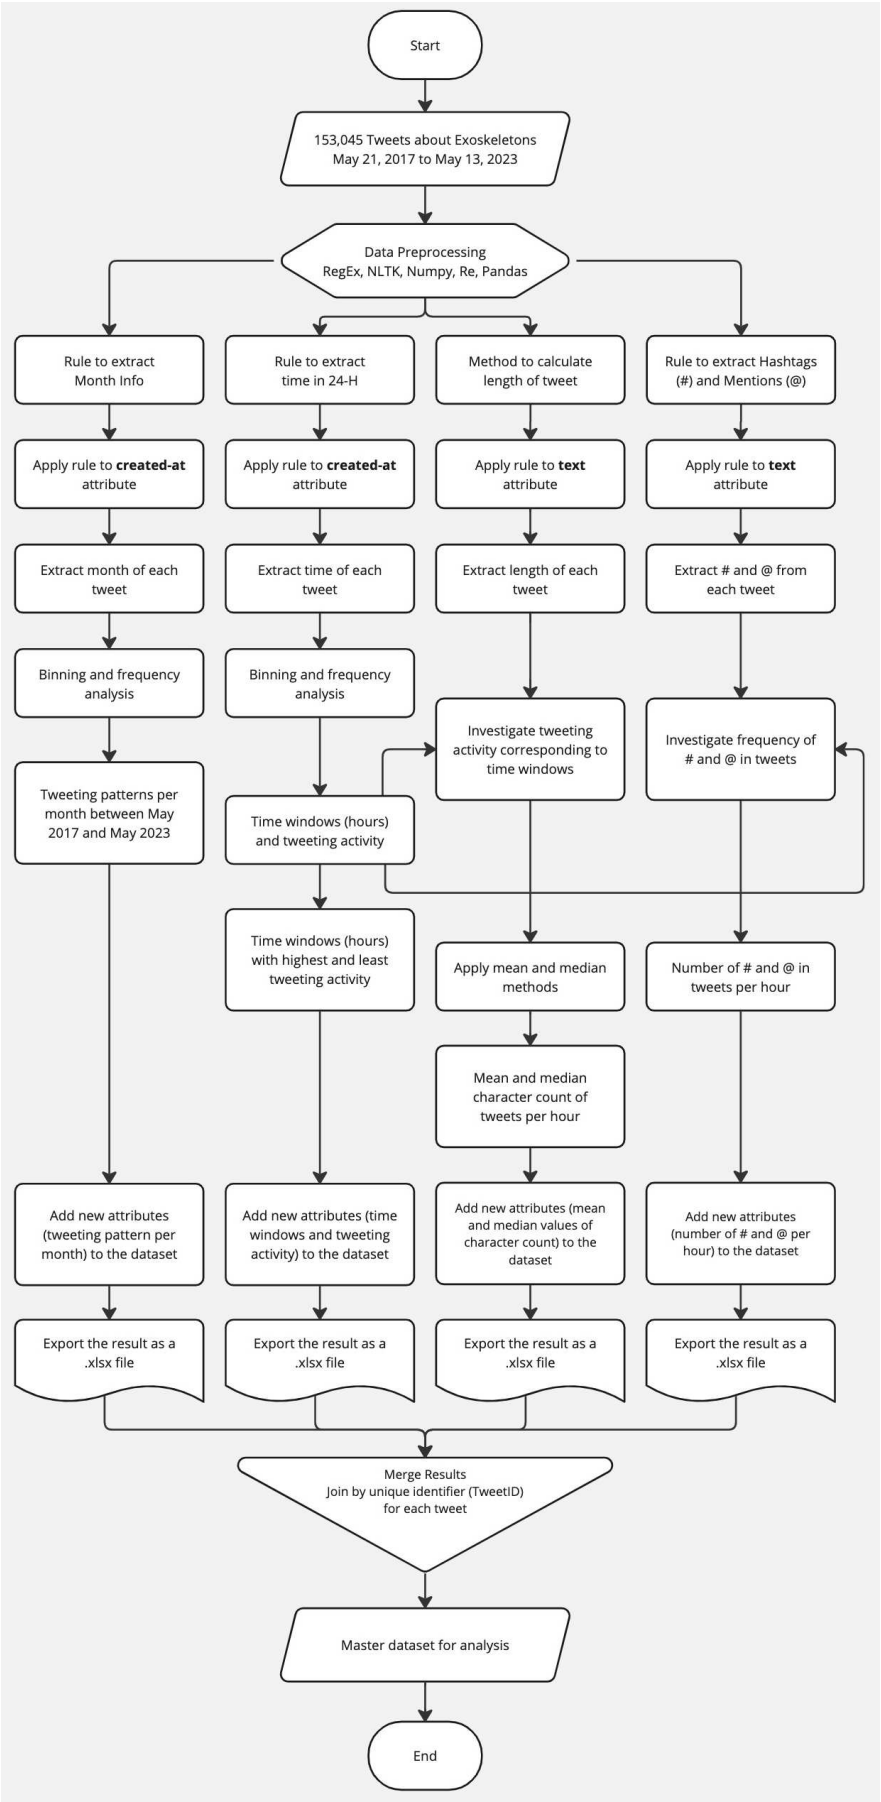 Start
153,045 Tweets about Exoskeletons
May 21, 2017 to May 13, 2023
Data Preprocessing
RegEx, NLTK, Numpy, Re, Pandas
Rule to extract
Month Info
Apply rule to created-at
attribute
Extract month of each
tweet
Binning and frequency
analysis
Tweeting patterns per
month between May
2017 and May 2023
Add new attributes
(tweeting pattern per
month) to the dataset
Export the result as a
.xlsx file
Rule to extract
time in 24-H
Apply rule to created-at
attribute
Extract time of each
tweet
Binning and frequency
analysis
Time windows (hours)
and tweeting activity
Time windows (hours)
with highest and least
tweeting activity
Add new attributes (time
windows and tweeting
activity) to the dataset
Export the result as a
.xlsx file
Method to calculate
length of tweet
Apply rule to text
attribute
Extract length of each
tweet
Investigate tweeting
activity corresponding to
time windows
Apply mean and median
methods
Mean and median
character count of
tweets per hour
Add new attributes (mean
and median values of
character count) to the
dataset
Export the result as a
.xlsx file
Rule to extract Hashtags
(#) and Mentions (@)
Apply rule to text
attribute
Extract # and @ from
each tweet
Investigate frequency of
# and @ in tweets
Number of # and @ in
tweets per hour
Add new attributes
(number of # and @ per
hour) to the dataset
Export the result as a
.xlsx file
Merge Results
Join by unique identifier (TweetID)
for each tweet
Master dataset for analysis
End